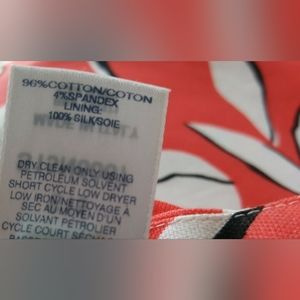 96%COTTON/COTON
4%SPANDEX
LINING:
100% SILK/SOIE
DRY CLEAN ONLY USING
PETROLEUM SOLVENT
SHORT CYCLE LOW DRYER
LOW IRON/NETTOYAGE A
SEC AU MOYEN D'UN
SOLVANT PETROLIER
CYCLE COURT